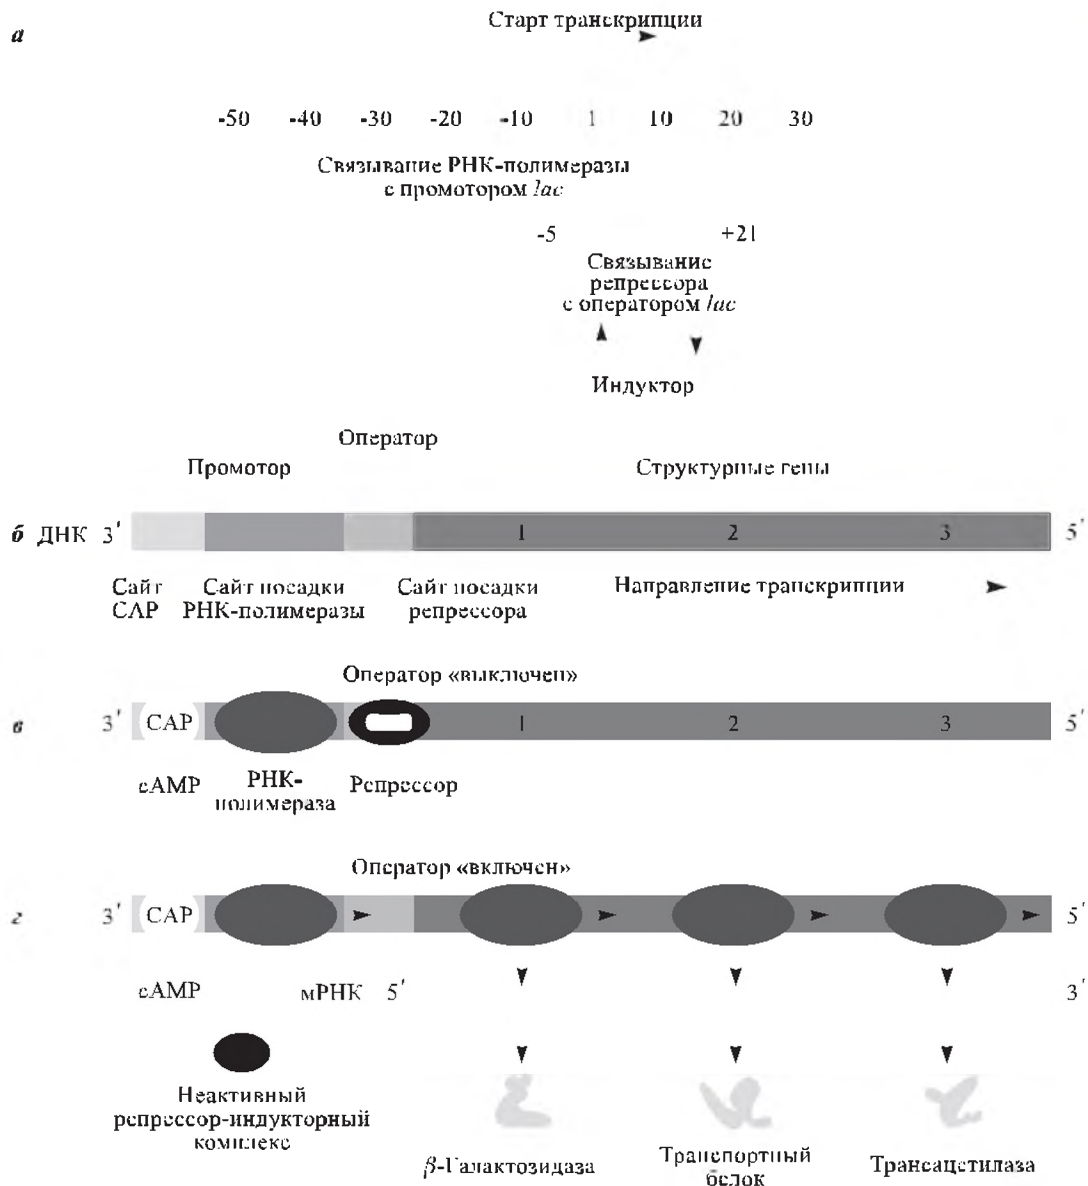 а
Старт транскрипции
-50 -40 -30 -20 -10 1 10 20 30
Связывание РНК-полимеразы
с промотором lac
-5 +21
Связывание
репрессора
с оператором lac
Индуктор
Оператор
Промотор Структурные гены
б ДНК 3′ 1 2 3 5′
Сайт Сайт посадки Сайт посадки Направление транскрипции
CAP РНК-полимеразы репрессора
Оператор «выключен»
в 3′ CAP 1 2 3 5′
cAMP РНК- Репрессор
полимераза
Оператор «включен»
г 3′ CAP 5′
cAMP мРНК 5′ 3′
Неактивный
репрессор-индукторный
комплекс
β-Галактозидаза Транспортный Трансацетилаза
белок